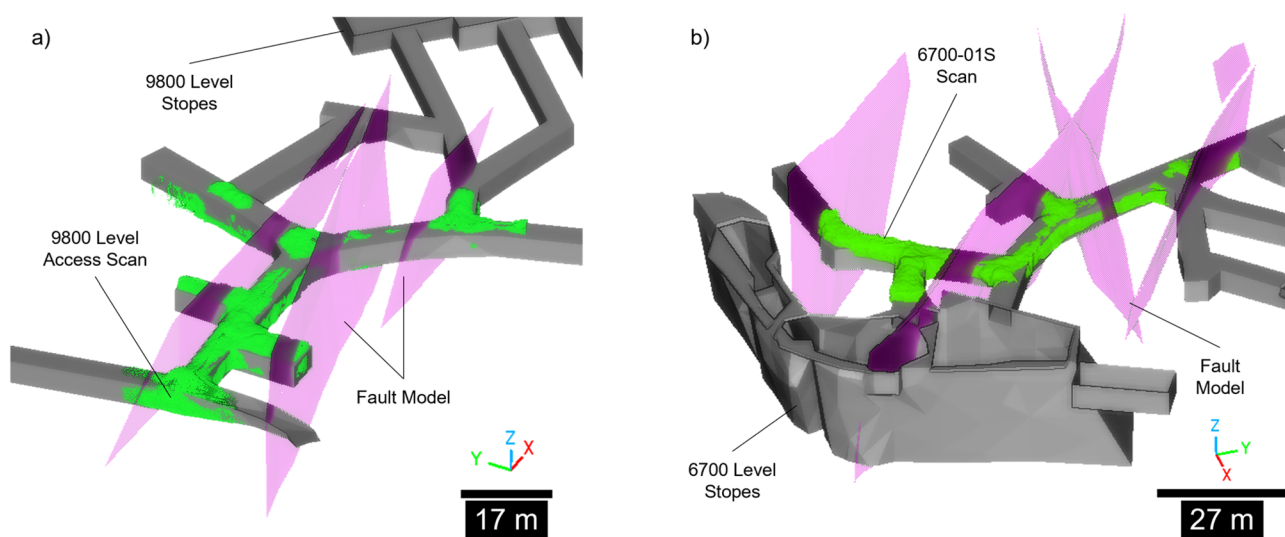 a)
9800 Level
Stopes
9800 Level
Access Scan
Fault Model
Z
X
Y
17 m
b)
6700-01S
Scan
Fault
Model
6700 Level
Stopes
Z
Y
X
27 m